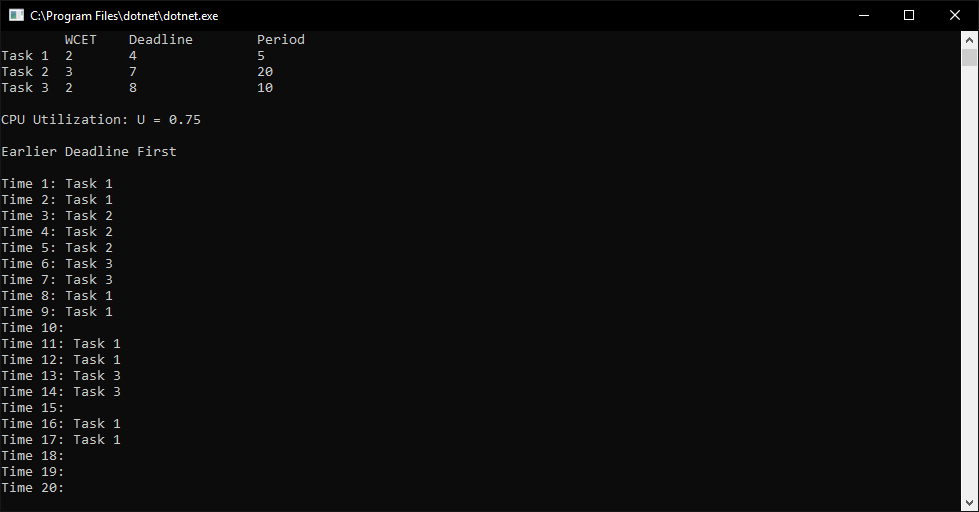 C:\Program Files\dotnet\dotnet.exe
WCET Deadline Period
Task 1 2 4 5
Task 2 3 7 20
Task 3 2 8 10
CPU Utilization: U = 0.75
Earlier Deadline First
Time 1: Task 1
Time 2: Task 1
Time 3: Task 2
Time 4: Task 2
Time 5: Task 2
Time 6: Task 3
Time 7: Task 3
Time 8: Task 1
Time 9: Task 1
Time 10:
Time 11: Task 1
Time 12: Task 1
Time 13: Task 3
Time 14: Task 3
Time 15:
Time 16: Task 1
Time 17: Task 1
Time 18:
Time 19:
Time 20: